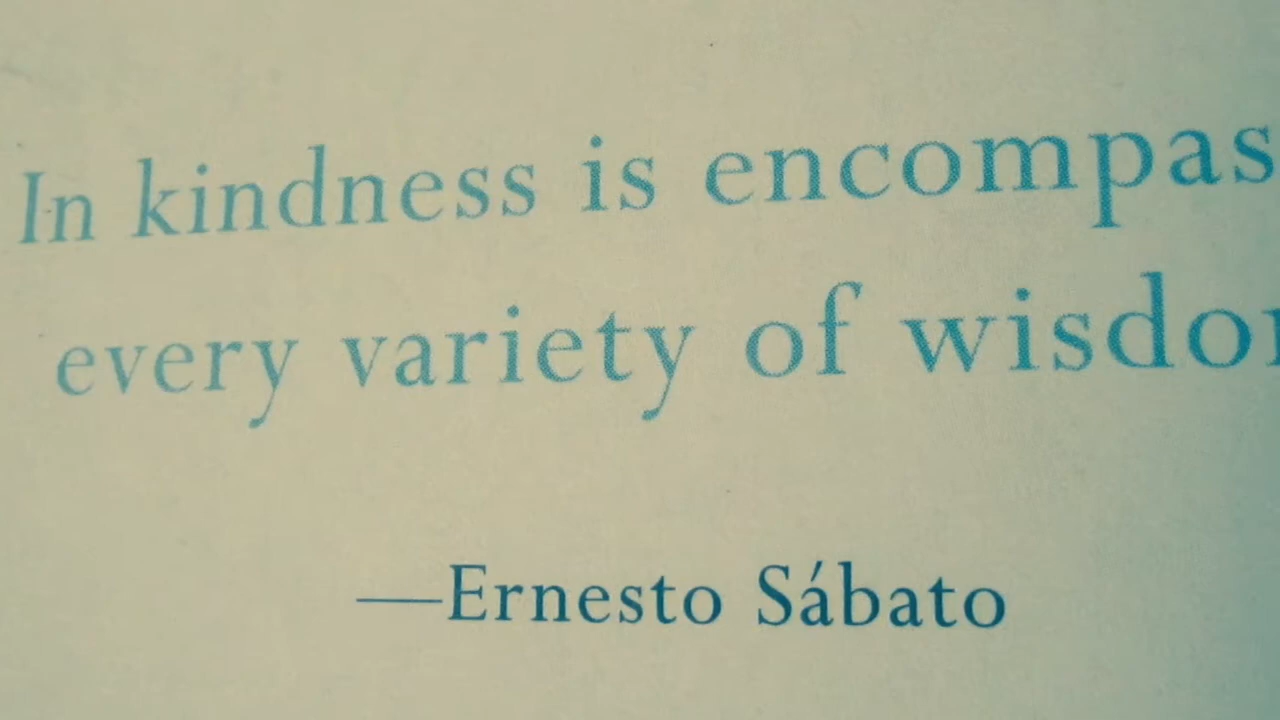 In kindness is encompas
every variety of wisdo
—Ernesto Sábato